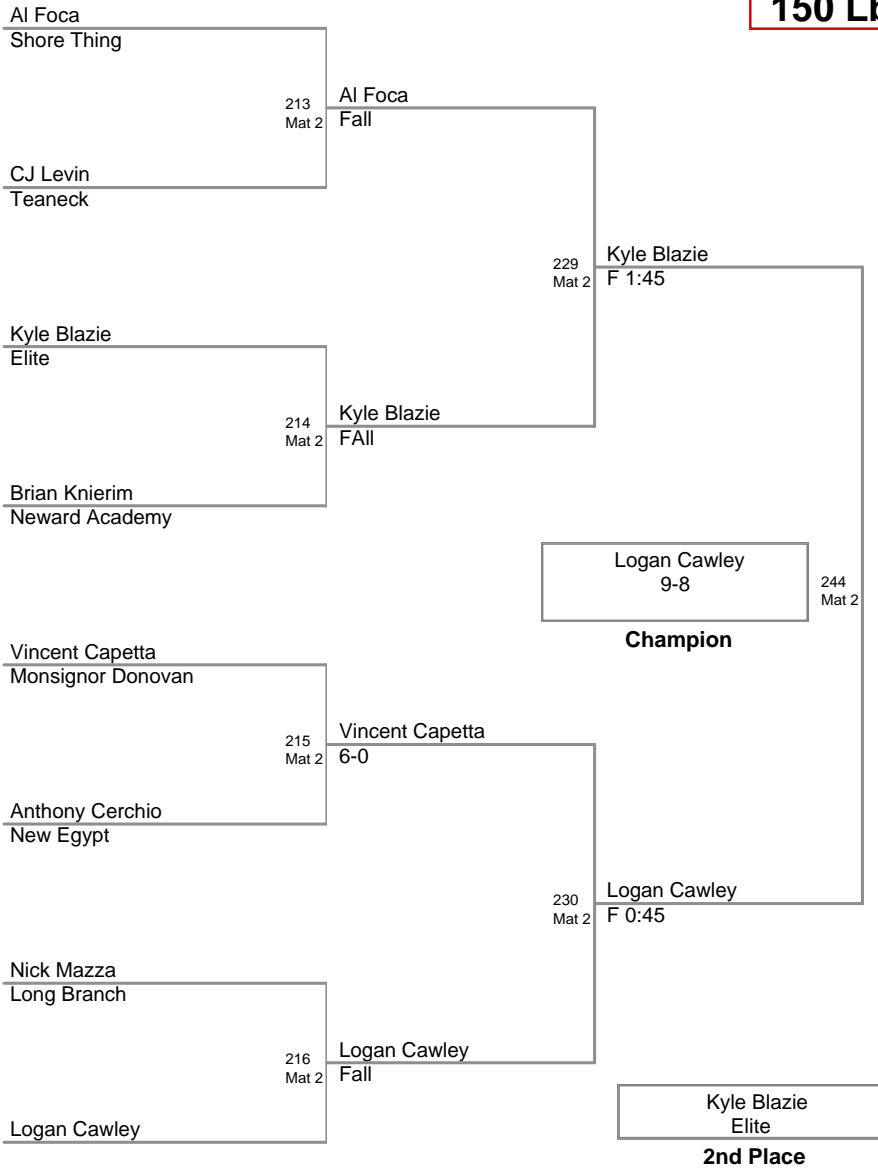 150 Lb
Al Foca
Shore Thing
213
Mat 2
Al Foca
Fall
CJ Levin
Teaneck
229
Mat 2
Kyle Blazie
F 1:45
Kyle Blazie
Elite
214
Mat 2
Kyle Blazie
FAll
Brian Knierim
Neward Academy
Logan Cawley
9-8
244
Mat 2
Champion
Vincent Capetta
Monsignor Donovan
215
Mat 2
Vincent Capetta
6-0
Anthony Cerchio
New Egypt
230
Mat 2
Logan Cawley
F 0:45
Nick Mazza
Long Branch
216
Mat 2
Logan Cawley
Fall
Logan Cawley
Kyle Blazie
Elite
2nd Place